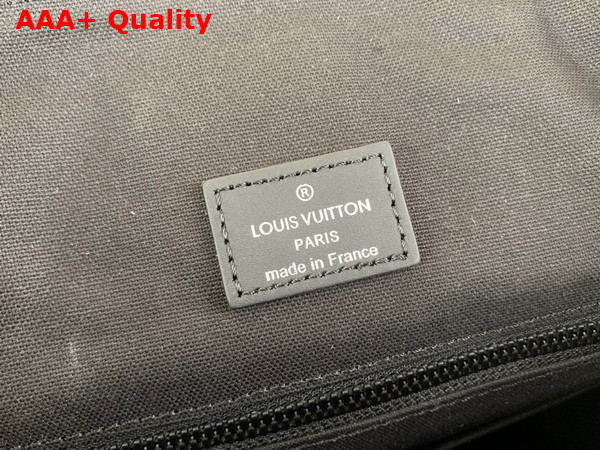 AAA+ Quality
®
LOUIS VUITTON
PARIS
made in France